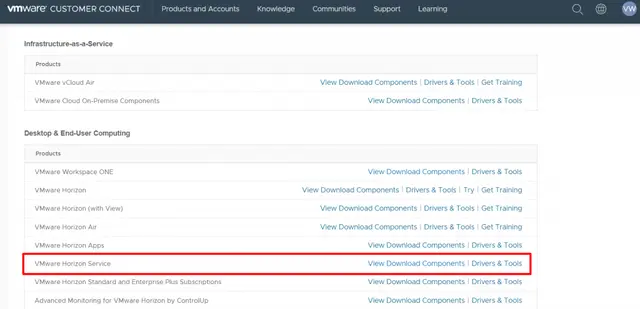 vmware CUSTOMER CONNECT Products and Accounts Knowledge Communities Support Learning VW
Infrastructure-as-a-Service
Products
VMware vCloud Air View Download Components | Drivers & Tools | Get Training
VMware Cloud On-Premise Components View Download Components | Drivers & Tools
Desktop & End-User Computing
Products
VMware Workspace ONE View Download Components | Drivers & Tools
VMware Horizon View Download Components | Drivers & Tools | Try | Get Training
VMware Horizon (with View) View Download Components | Drivers & Tools | Get Training
VMware Horizon Air View Download Components | Drivers & Tools | Get Training
VMware Horizon Apps View Download Components | Drivers & Tools
VMware Horizon Service View Download Components | Drivers & Tools
VMware Horizon Standard and Enterprise Plus Subscriptions View Download Components | Drivers & Tools
Advanced Monitoring for VMware Horizon by ControlUp View Download Components | Drivers & Tools